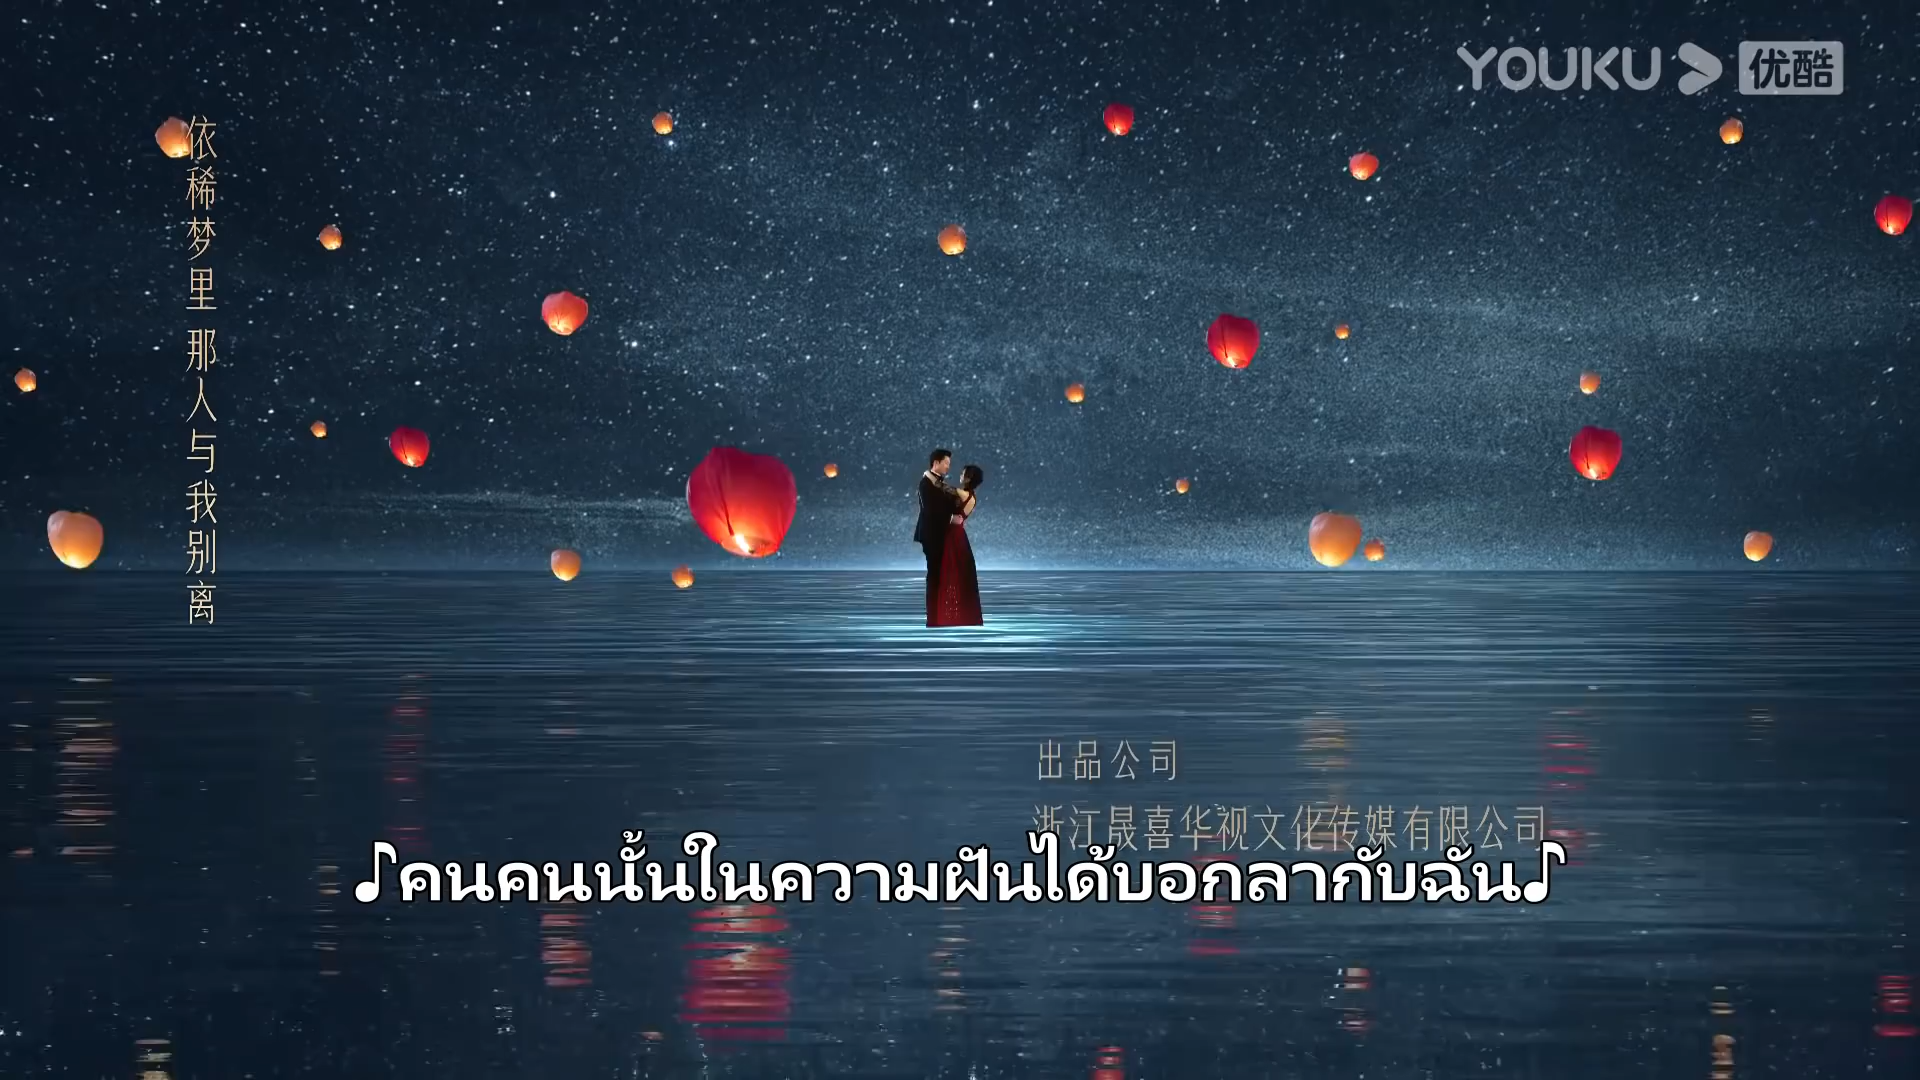 YOUKU 优酷
依稀梦里 那人与我别离
出品公司
浙江晟喜华视文化传媒有限公司
♪คนคนนั้นในความฝันได้บอกลากับฉัน♪